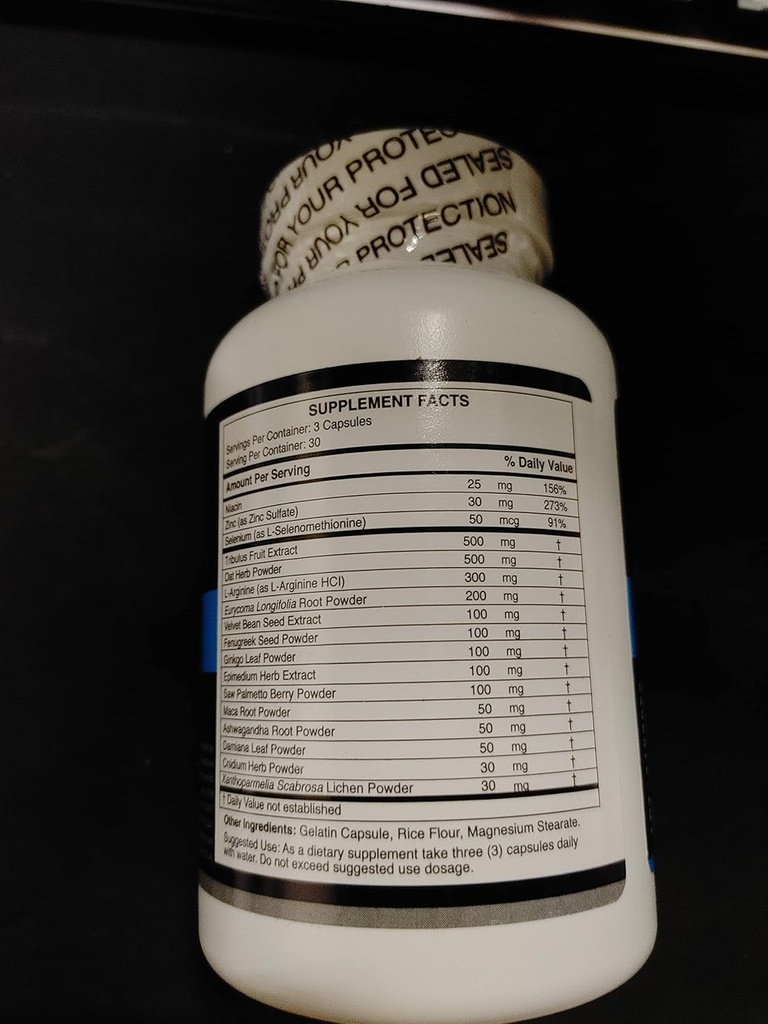 YOUR PRO
YOUR PROTEC
SEALED FOR YOUR PR
PROTECTION
SEALED
SUPPLEMENT FACTS
Servings Per Container: 3 Capsules
Serving Per Container: 30
Amount Per Serving % Daily Value
Niacin 25 mg 156%
Zinc (as Zinc Sulfate) 30 mg 273%
Selenium (as L-Selenomethionine) 50 mcg 91%
Tribulus Fruit Extract 500 mg †
Oat Herb Powder 500 mg †
L-Arginine (as L-Arginine HCl) 300 mg †
Eurycoma Longifolia Root Powder 200 mg †
Velvet Bean Seed Extract 100 mg †
Fenugreek Seed Powder 100 mg †
Ginkgo Leaf Powder 100 mg †
Epimedium Herb Extract 100 mg †
Saw Palmetto Berry Powder 100 mg †
Maca Root Powder 50 mg †
Ashwagandha Root Powder 50 mg †
Damiana Leaf Powder 50 mg †
Cnidium Herb Powder 30 mg †
Xanthoparmelia Scabrosa Lichen Powder 30 mg †
† Daily Value not established
Other Ingredients: Gelatin Capsule, Rice Flour, Magnesium Stearate.
Suggested Use: As a dietary supplement take three (3) capsules daily
with water. Do not exceed suggested use dosage.